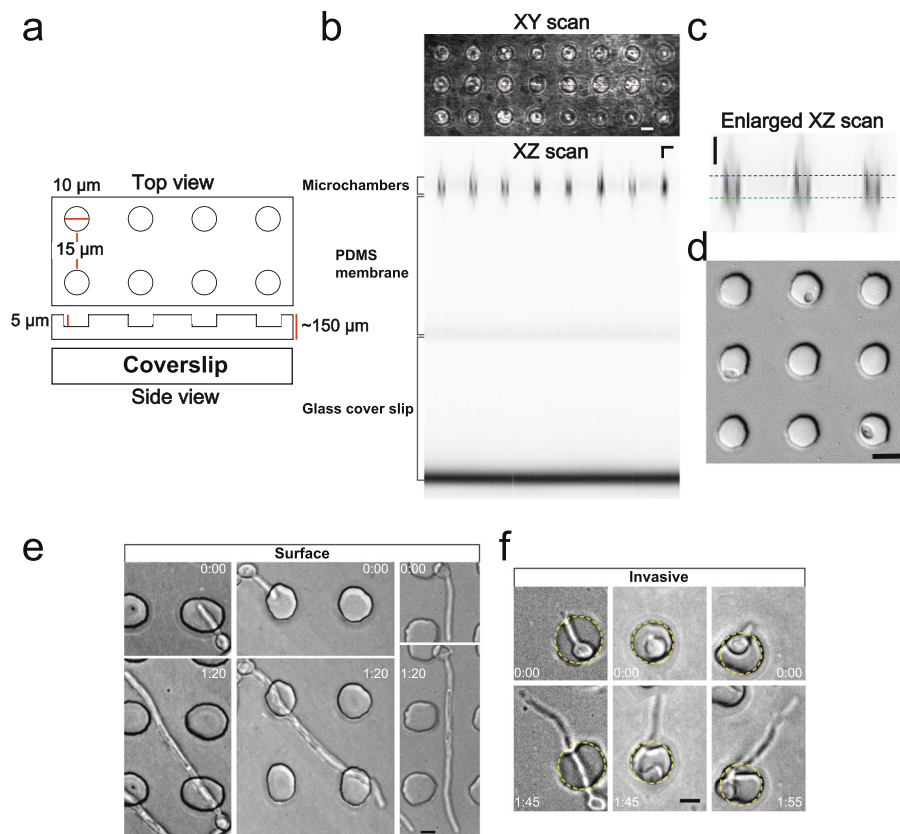 a
10 µm
Top view
15 µm
5 µm
~150 µm
Coverslip
Side view
b
XY scan
XZ scan
Microchambers
PDMS
membrane
Glass cover slip
c
Enlarged XZ scan
d
e
Surface
0:00
0:00
0:00
1:20
1:20
1:20
f
Invasive
0:00
0:00
0:00
1:45
1:45
1:55